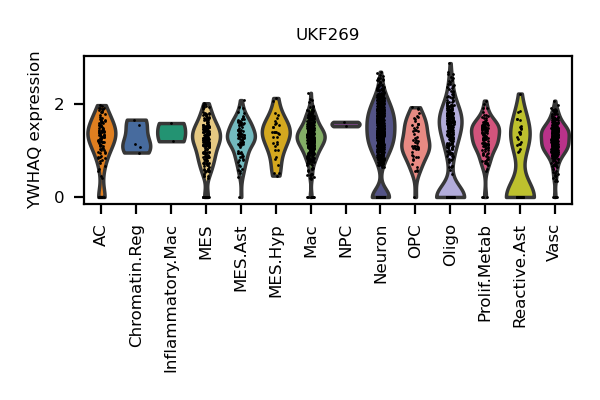 UKF269
YWHAQ expression
2
0
AC
Chromatin.Reg
Inflammatory.Mac
MES
MES.Ast
MES.Hyp
Mac
NPC
Neuron
OPC
Oligo
Prolif.Metab
Reactive.Ast
Vasc